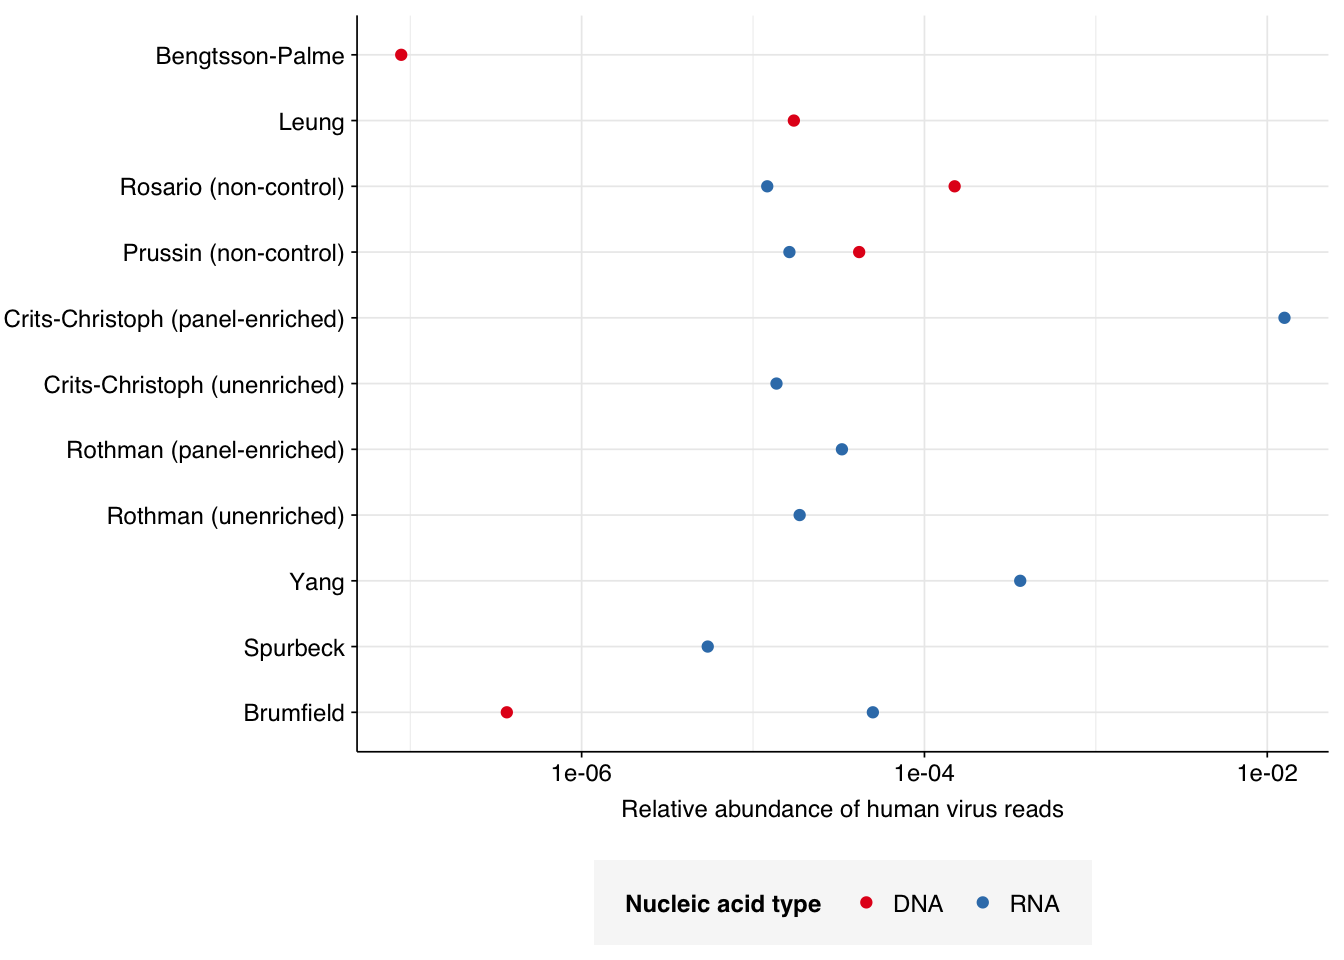 Bengtsson-Palme
Leung
Rosario (non-control)
Prussin (non-control)
Crits-Christoph (panel-enriched)
Crits-Christoph (unenriched)
Rothman (panel-enriched)
Rothman (unenriched)
Yang
Spurbeck
Brumfield
1e-06 1e-04 1e-02
Relative abundance of human virus reads
Nucleic acid type DNA RNA